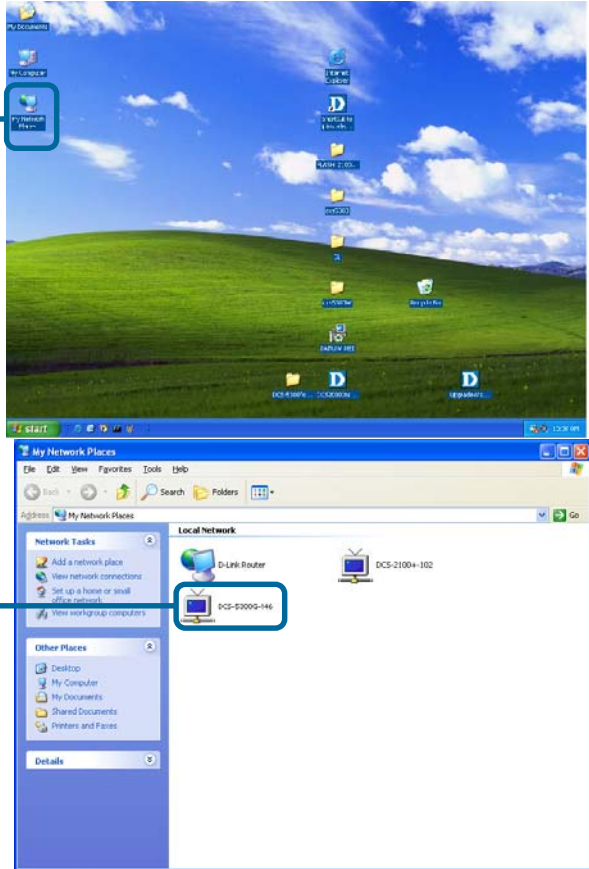 My Documents
My Computer
My Network
Places
Internet
Explorer
Shortcut to
Recycle Bin
start
My Network Places
File Edit View Favorites Tools Help
Back Search Folders
Address My Network Places Go
Network Tasks
Add a network place
View network connections
Set up a home or small
office network
View workgroup computers
Other Places
Desktop
My Computer
My Documents
Shared Documents
Printers and Faxes
Details
Local Network
D-Link Router
DCS-2100+-102
DCS-5300G-146